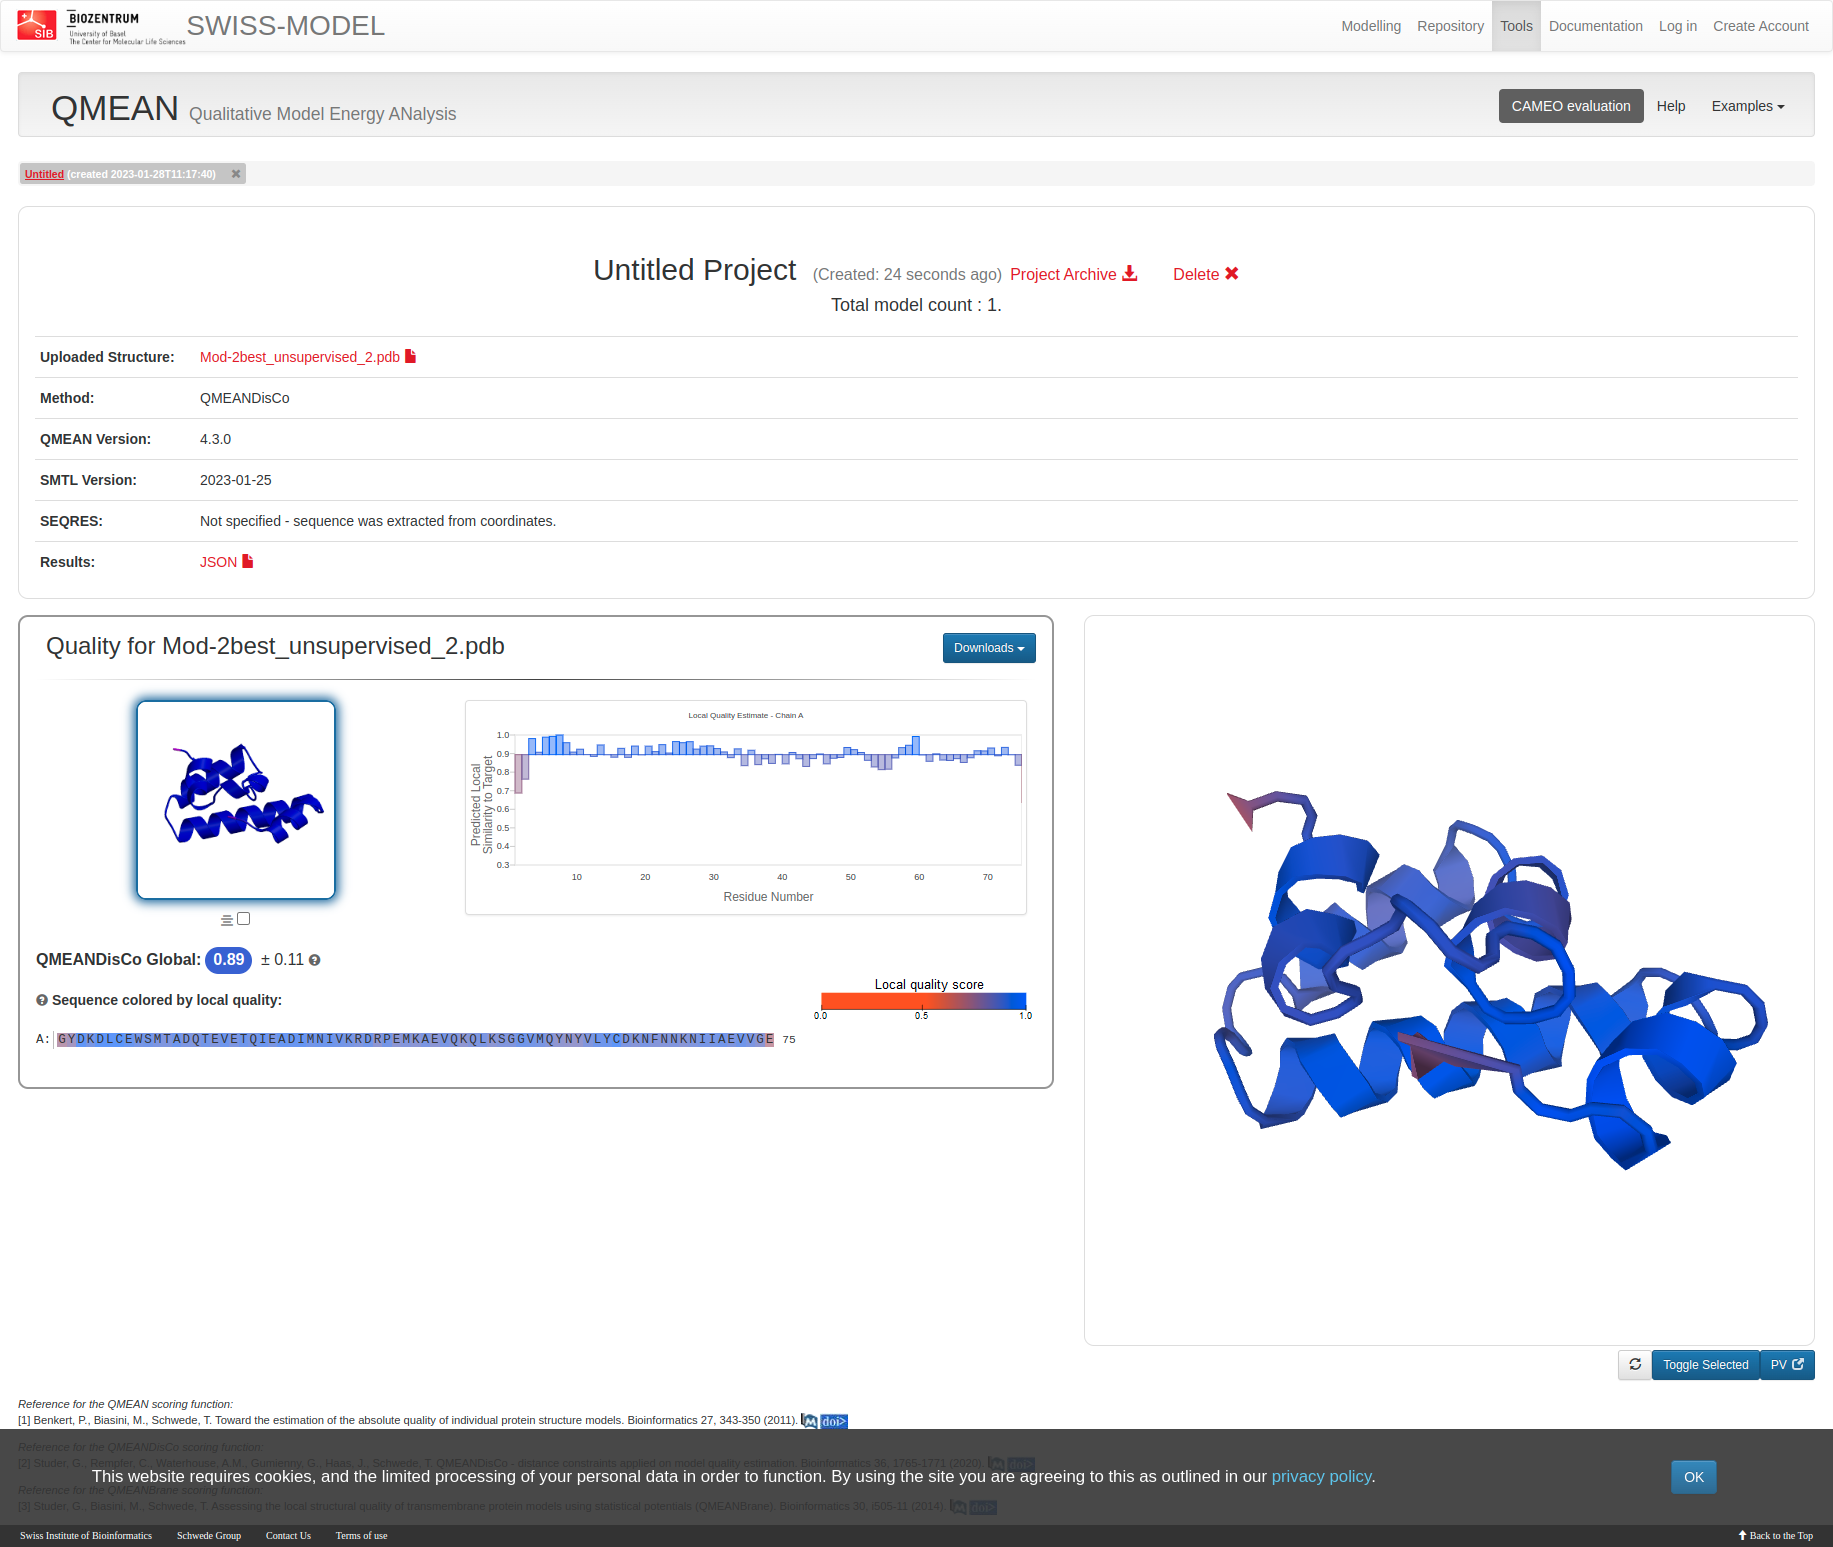 SIB BIOZENTRUM
University of Basel
The Center for Molecular Life Sciences
SWISS-MODEL
Modelling Repository Tools Documentation Log in Create Account
QMEAN Qualitative Model Energy ANalysis
CAMEO evaluation Help Examples
Untitled (created 2023-01-28T11:17:40)
Untitled Project (Created: 24 seconds ago) Project Archive Delete
Total model count : 1.
Uploaded Structure: Mod-2best_unsupervised_2.pdb
Method: QMEANDisCo
QMEAN Version: 4.3.0
SMTL Version: 2023-01-25
SEQRES: Not specified - sequence was extracted from coordinates.
Results: JSON
Quality for Mod-2best_unsupervised_2.pdb
Downloads
Local Quality Estimate - Chain A
Predicted Local
Similarity to Target
1.0
0.9
0.8
0.7
0.6
0.5
0.4
0.3
10 20 30 40 50 60 70
Residue Number
QMEANDisCo Global: 0.89 ± 0.11
Sequence colored by local quality:
Local quality score
0.0 0.5 1.0
A: GYDKDLCEWSMTADQTEVETQIEADIMNIVKRDRPEMKAEVQKQLKSGGVMQYNYVLYCDKNFNNKNIIAEVVGE 75
Toggle Selected PV
Reference for the QMEAN scoring function:
[1] Benkert, P., Biasini, M., Schwede, T. Toward the estimation of the absolute quality of individual protein structure models. Bioinformatics 27, 343-350 (2011). doi>
Reference for the QMEANDisCo scoring function:
[2] Studer, G., Rempfer, C., Waterhouse, A.M., Gumienny, G., Haas, J., Schwede, T. QMEANDisCo - distance constraints applied on model quality estimation. Bioinformatics 36, 1765-1771 (2020). doi>
This website requires cookies, and the limited processing of your personal data in order to function. By using the site you are agreeing to this as outlined in our privacy policy.
OK
Reference for the QMEANBrane scoring function:
[3] Studer, G., Biasini, M., Schwede, T. Assessing the local structural quality of transmembrane protein models using statistical potentials (QMEANBrane). Bioinformatics 30, i505-11 (2014). doi>
Swiss Institute of Bioinformatics Schwede Group Contact Us Terms of use Back to the Top